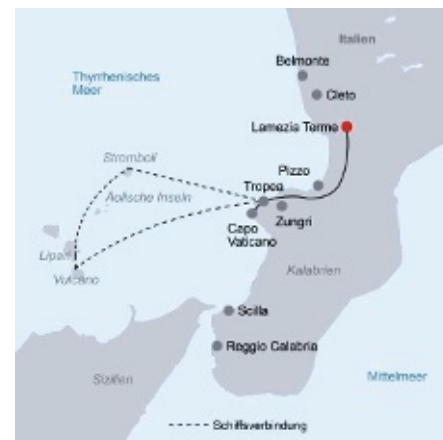 Italien
Belmonte
Thyrrhenisches
Meer
Cleto
Lamezia Terme
Stromboli
Pizzo
Tropea
Äolische Inseln
Zungri
Capo
Vaticano
Lipari
Vulcano
Kalabrien
Scilla
Reggio Calabria
Sizilien
Mittelmeer
Schiffsverbindung